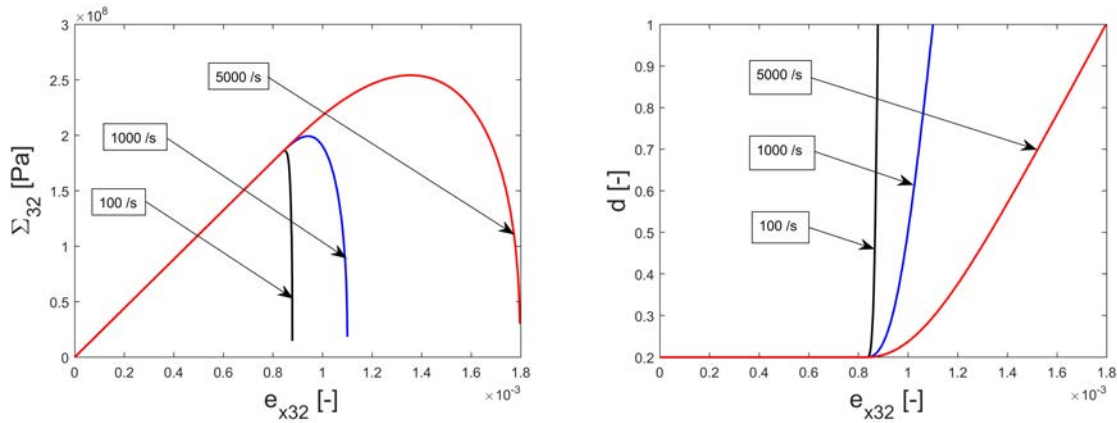 ×10⁸
3
2.5
2
1.5
1
0.5
0
Σ₃₂ [Pa]
5000 /s
1000 /s
100 /s
0 0.2 0.4 0.6 0.8 1 1.2 1.4 1.6 1.8
×10⁻³
eₓ₃₂ [-]
1
0.9
0.8
0.7
0.6
0.5
0.4
0.3
0.2
d [-]
5000 /s
1000 /s
100 /s
0 0.2 0.4 0.6 0.8 1 1.2 1.4 1.6 1.8
×10⁻³
eₓ₃₂ [-]